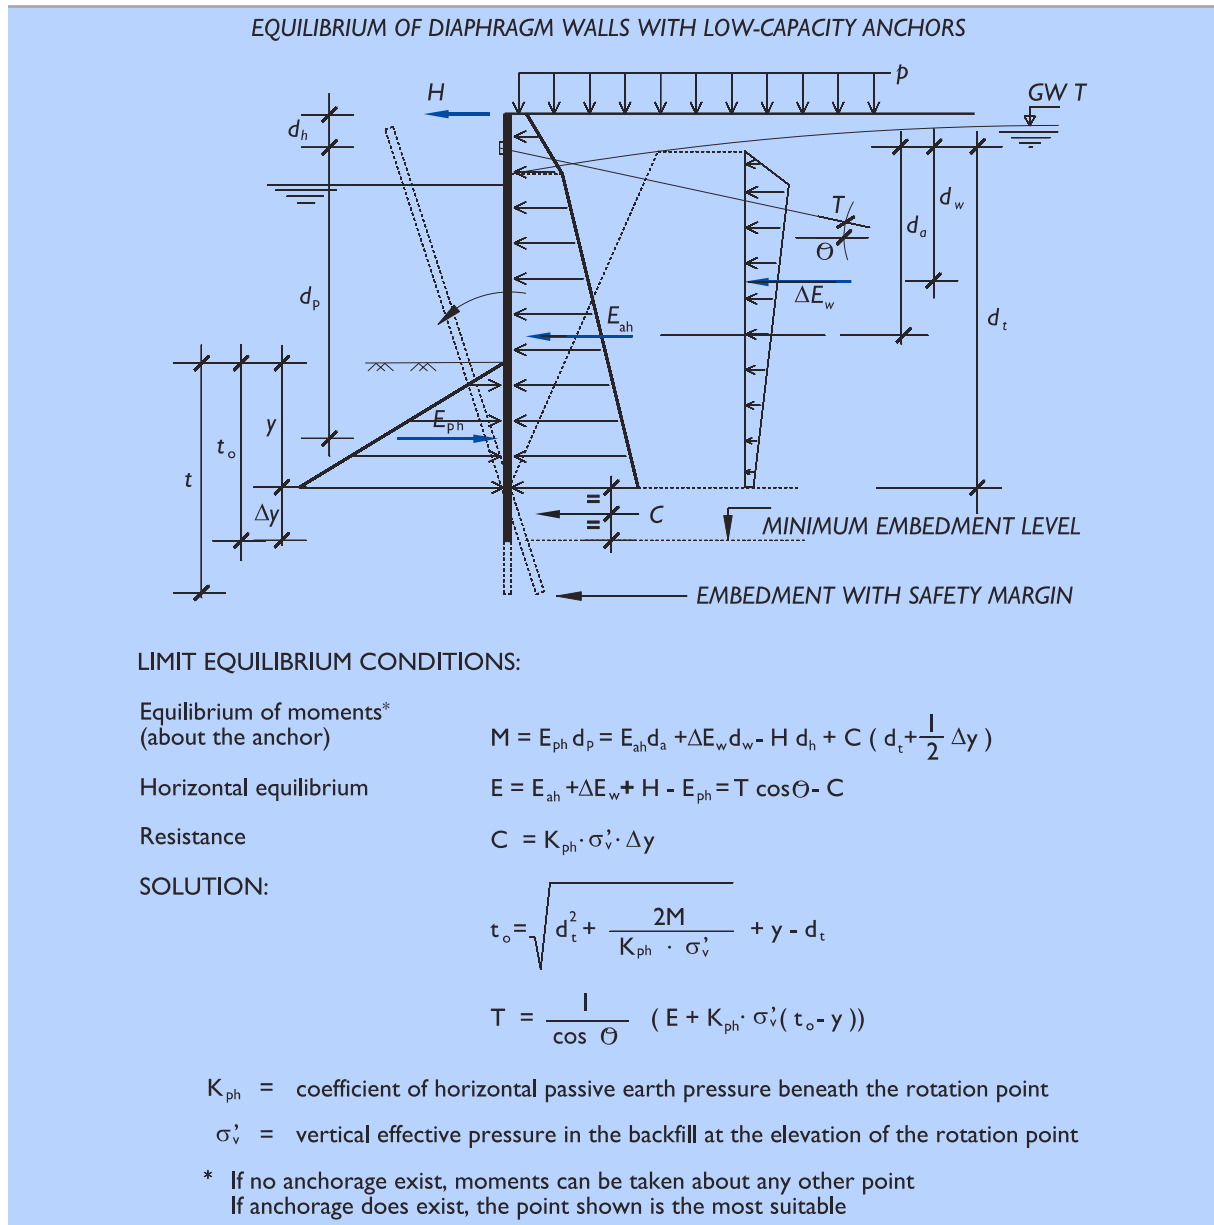 EQUILIBRIUM OF DIAPHRAGM WALLS WITH LOW-CAPACITY ANCHORS
p
H
GW T
d_h
T
d_w
d_a
Θ
d_p
ΔE_w
E_ah
d_t
y
E_ph
t_o
t
Δy
=
C
=
MINIMUM EMBEDMENT LEVEL
EMBEDMENT WITH SAFETY MARGIN
LIMIT EQUILIBRIUM CONDITIONS:
Equilibrium of moments*
(about the anchor) M = E_ph d_p = E_ah d_a + ΔE_w d_w - H d_h + C ( d_t + 1/2 Δy )
Horizontal equilibrium E = E_ah + ΔE_w + H - E_ph = T cosΘ - C
Resistance C = K_ph · σ'_v · Δy
SOLUTION:
t_o = √(d_t² + 2M / (K_ph · σ'_v)) + y - d_t
T = 1 / cos Θ ( E + K_ph · σ'_v ( t_o - y ))
K_ph = coefficient of horizontal passive earth pressure beneath the rotation point
σ'_v = vertical effective pressure in the backfill at the elevation of the rotation point
* If no anchorage exist, moments can be taken about any other point
If anchorage does exist, the point shown is the most suitable